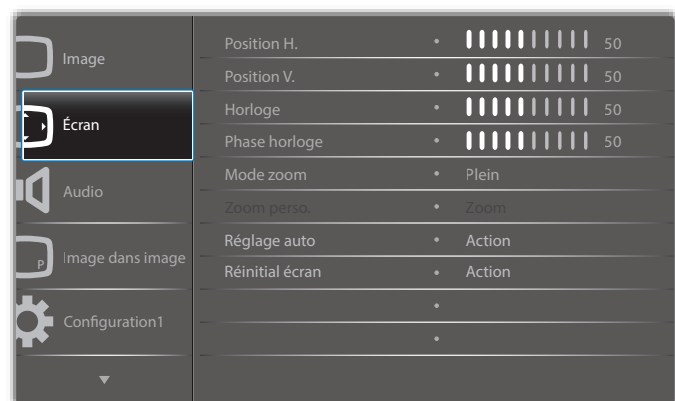 Image
Écran
Audio
P
Image dans image
Configuration1
Position H. • 50
Position V. • 50
Horloge • 50
Phase horloge • 50
Mode zoom • Plein
Zoom perso. • Zoom
Réglage auto • Action
Réinitial écran • Action
•
•